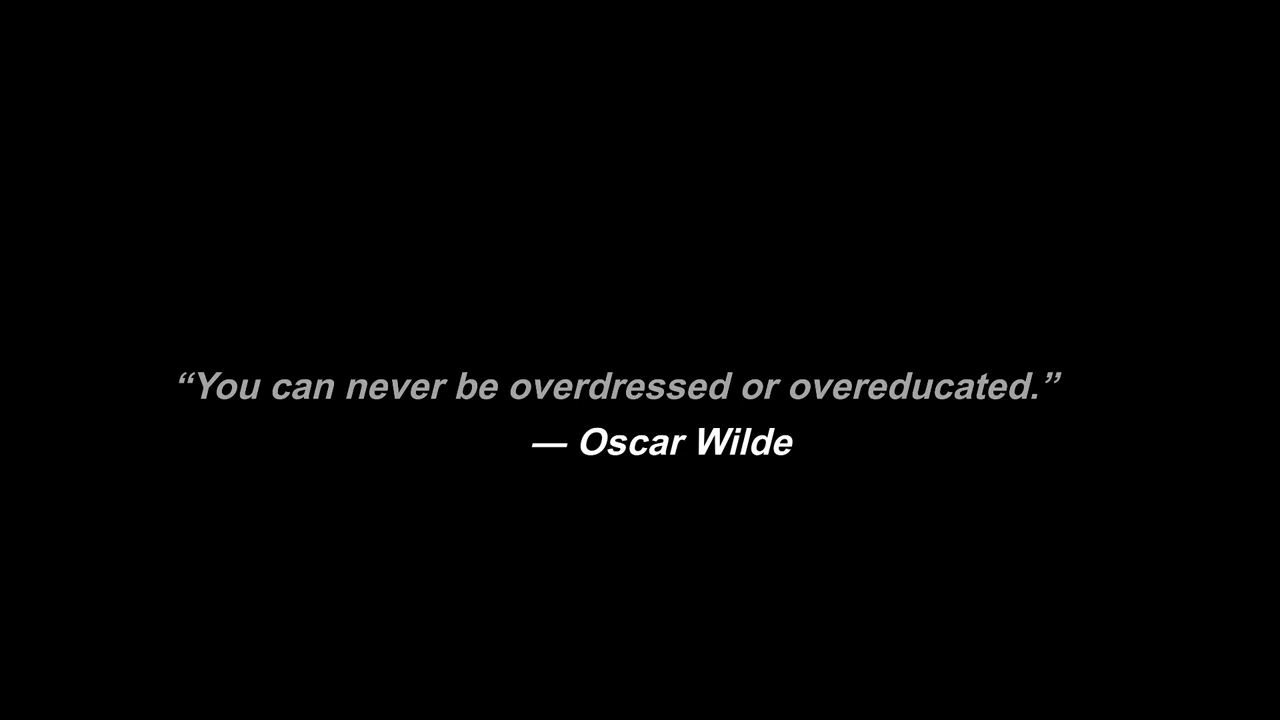 “You can never be overdressed or overeducated.”
— Oscar Wilde